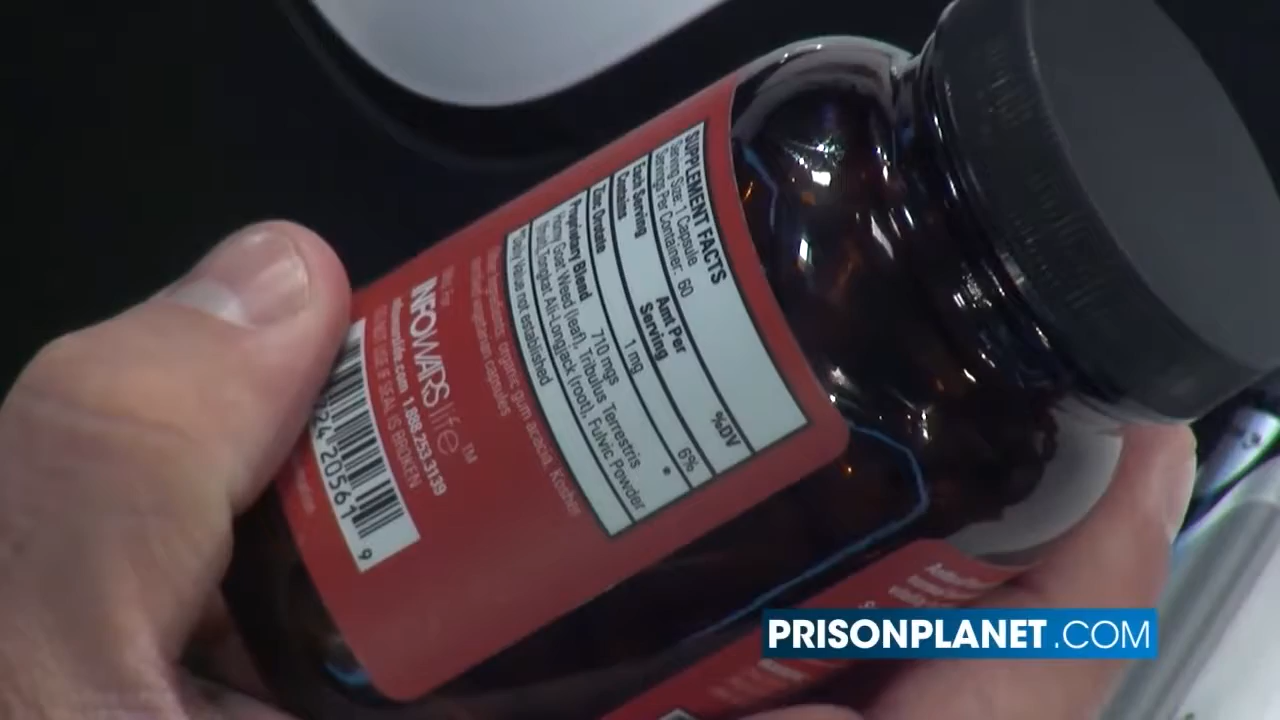 SUPPLEMENT FACTS
Serving Size: 1 Capsule
Servings Per Container: 60
Each Serving Contains
Amt Per Serving
%DV
Zinc Orotate 1 mg 6%
Proprietary Blend 710 mgs *
Horny Goat Weed (leaf), Tribulus Terrestris
Tongkat Ali-Longjack (root), Fulvic Powder
Daily Value not established
organic gum acacia, Kosher
vegetarian capsules
INFOWARS life™
infowarslife.com 1.888.253.3139
DO NOT USE IF SEAL IS BROKEN
24 20561 9
PRISONPLANET.COM